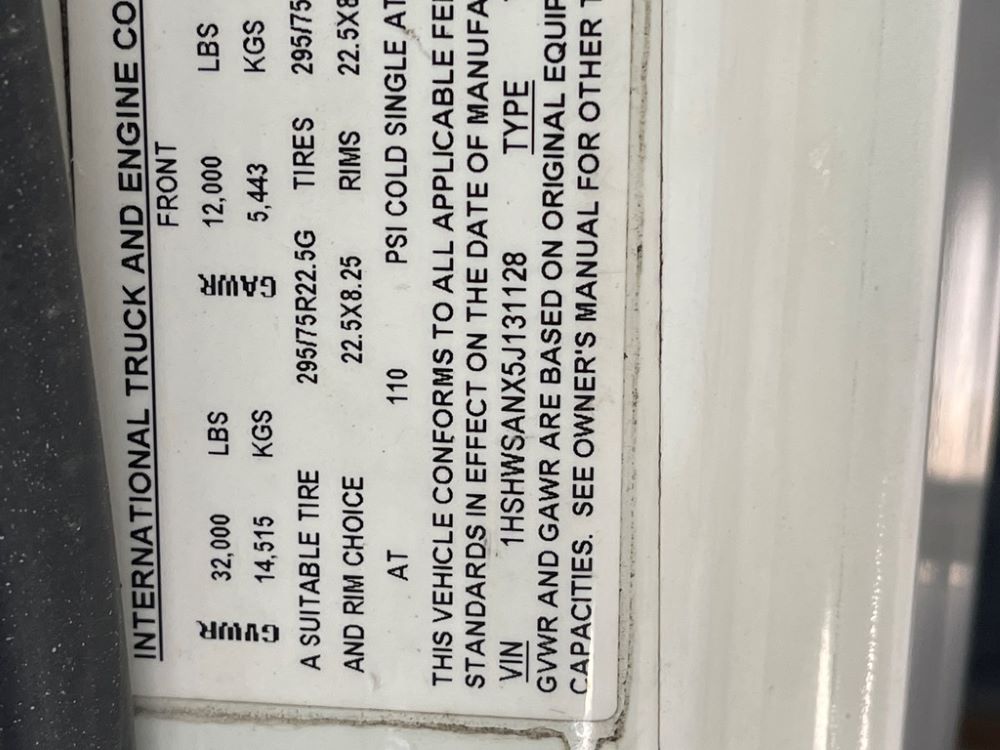 INTERNATIONAL TRUCK AND ENGINE CO
FRONT
GVWR 32,000 LBS GAWR 12,000 LBS
14,515 KGS 5,443 KGS
A SUITABLE TIRE 295/75R22.5G TIRES 295/75
AND RIM CHOICE 22.5X8.25 RIMS 22.5X8
AT 110 PSI COLD SINGLE AT
THIS VEHICLE CONFORMS TO ALL APPLICABLE FE
STANDARDS IN EFFECT ON THE DATE OF MANUFA
VIN 1HSHWSANX5J131128 TYPE
GVWR AND GAWR ARE BASED ON ORIGINAL EQUIP
CAPACITIES. SEE OWNER'S MANUAL FOR OTHER T